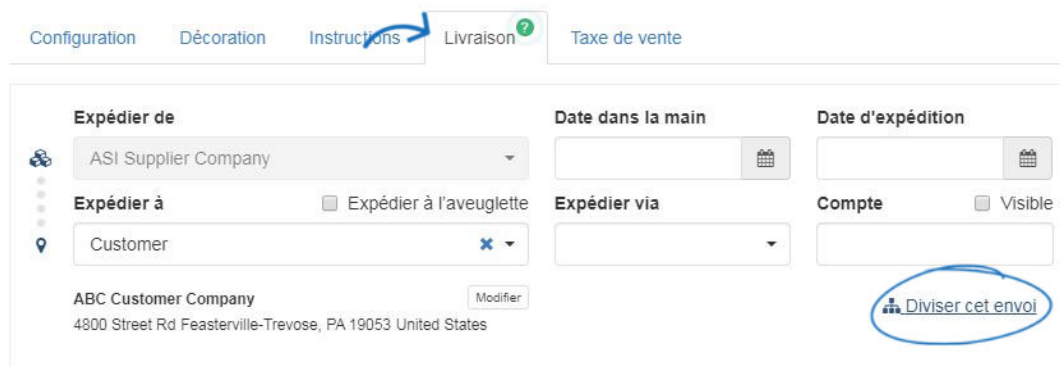 Configuration Décoration Instructions Livraison ? Taxe de vente
Expédier de Date dans la main Date d'expédition
ASI Supplier Company
Expédier à Expédier à l’aveuglette Expédier via Compte Visible
Customer
ABC Customer Company Modifier
4800 Street Rd Feasterville-Trevose, PA 19053 United States
Diviser cet envoi